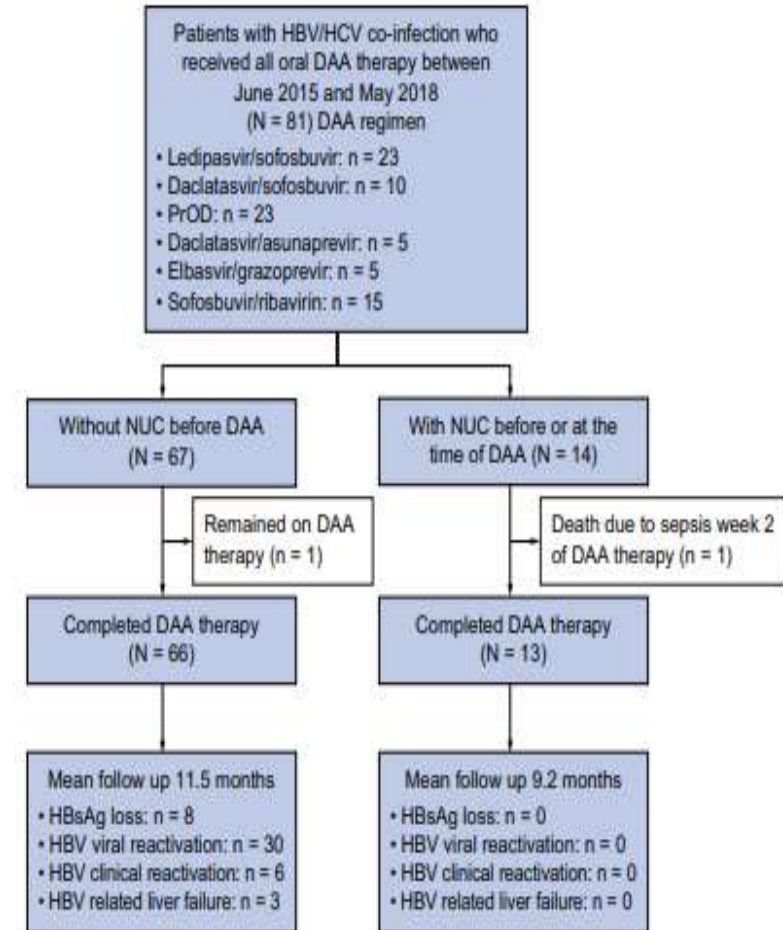 Patients with HBV/HCV co-infection who
received all oral DAA therapy between
June 2015 and May 2018
(N = 81) DAA regimen
• Ledipasvir/sofosbuvir: n = 23
• Daclatasvir/sofosbuvir: n = 10
• PrOD: n = 23
• Daclatasvir/asunaprevir: n = 5
• Elbasvir/grazoprevir: n = 5
• Sofosbuvir/ribavirin: n = 15
Without NUC before DAA
(N = 67)
With NUC before or at the
time of DAA (N = 14)
Remained on DAA
therapy (n = 1)
Death due to sepsis week 2
of DAA therapy (n = 1)
Completed DAA therapy
(N = 66)
Completed DAA therapy
(N = 13)
Mean follow up 11.5 months
• HBsAg loss: n = 8
• HBV viral reactivation: n = 30
• HBV clinical reactivation: n = 6
• HBV related liver failure: n = 3
Mean follow up 9.2 months
• HBsAg loss: n = 0
• HBV viral reactivation: n = 0
• HBV clinical reactivation: n = 0
• HBV related liver failure: n = 0